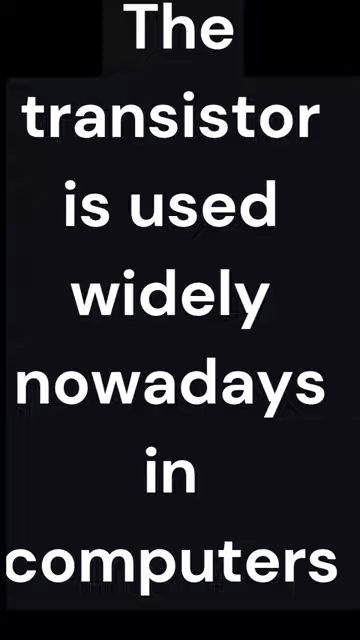 The
transistor
is used
widely
nowadays
in
computers